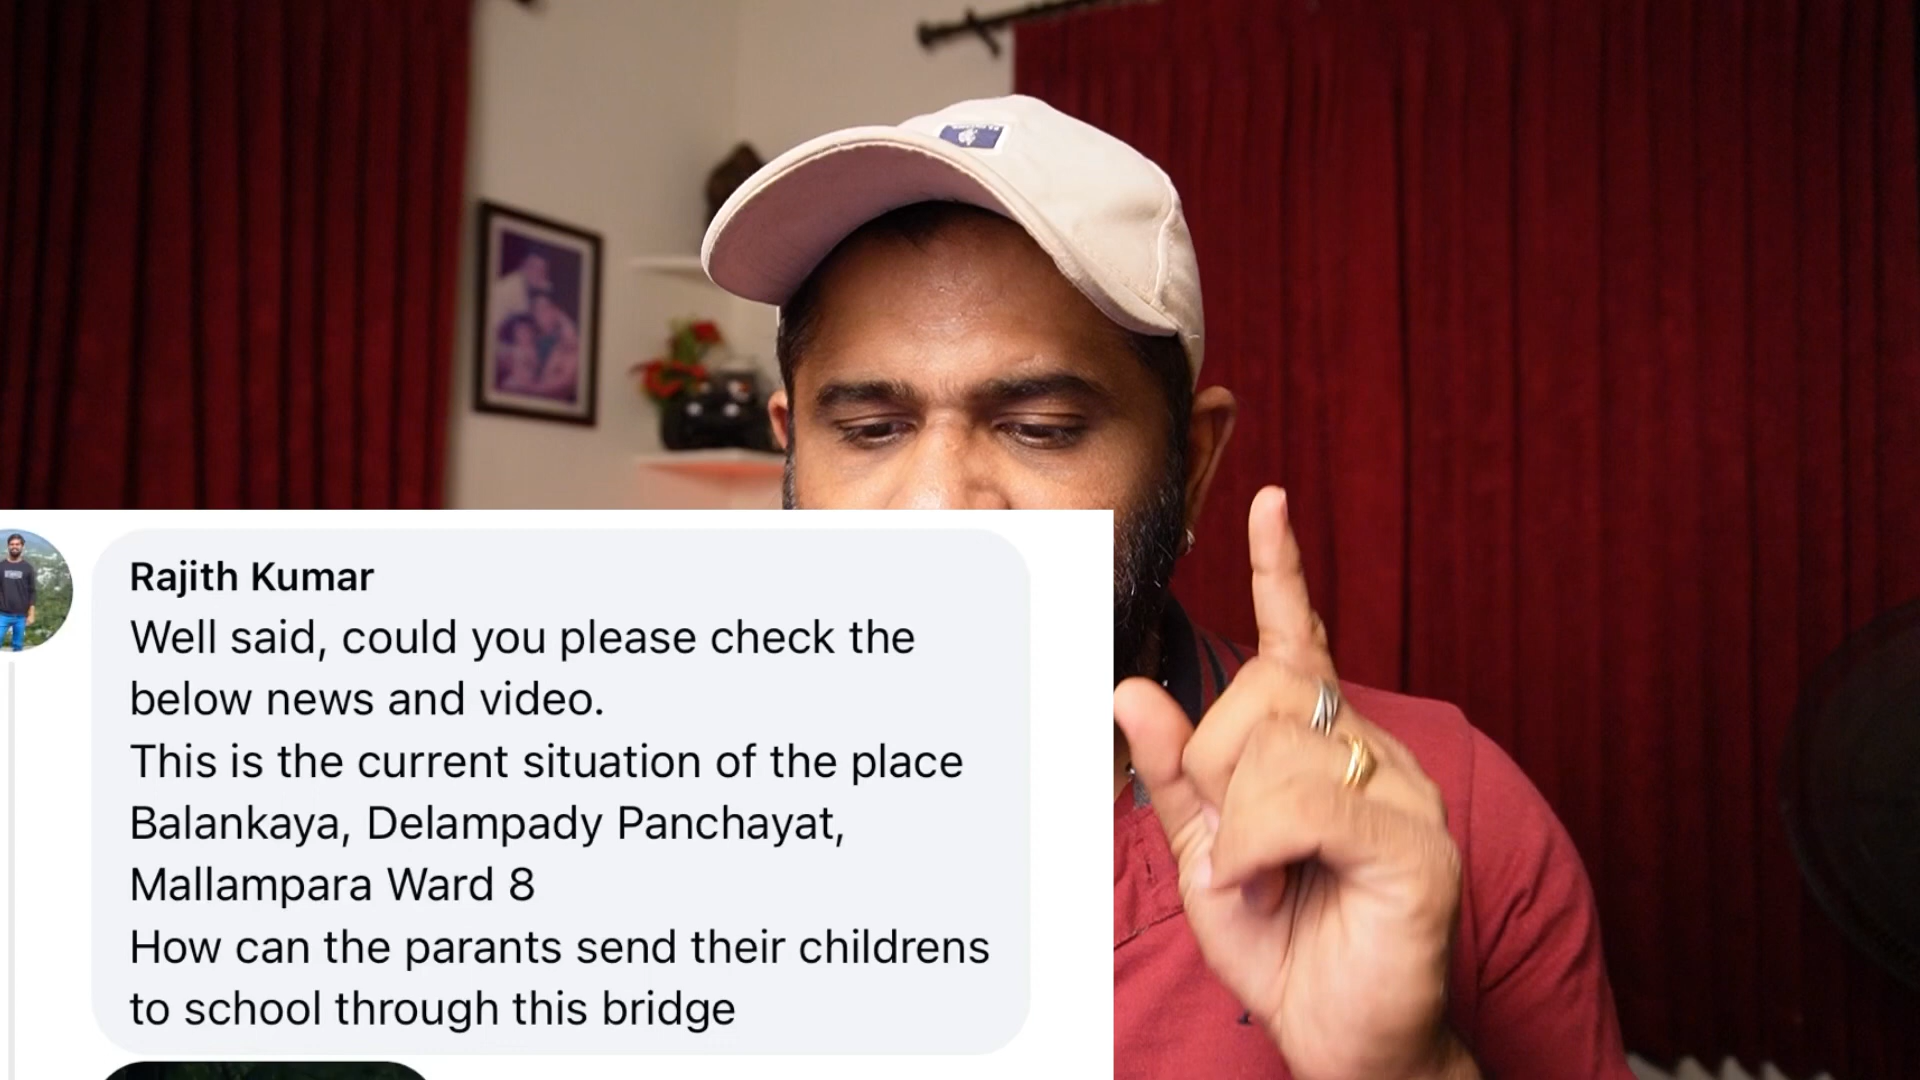 Rajith Kumar
Well said, could you please check the
below news and video.
This is the current situation of the place
Balankaya, Delampady Panchayat,
Mallampara Ward 8
How can the parants send their childrens
to school through this bridge